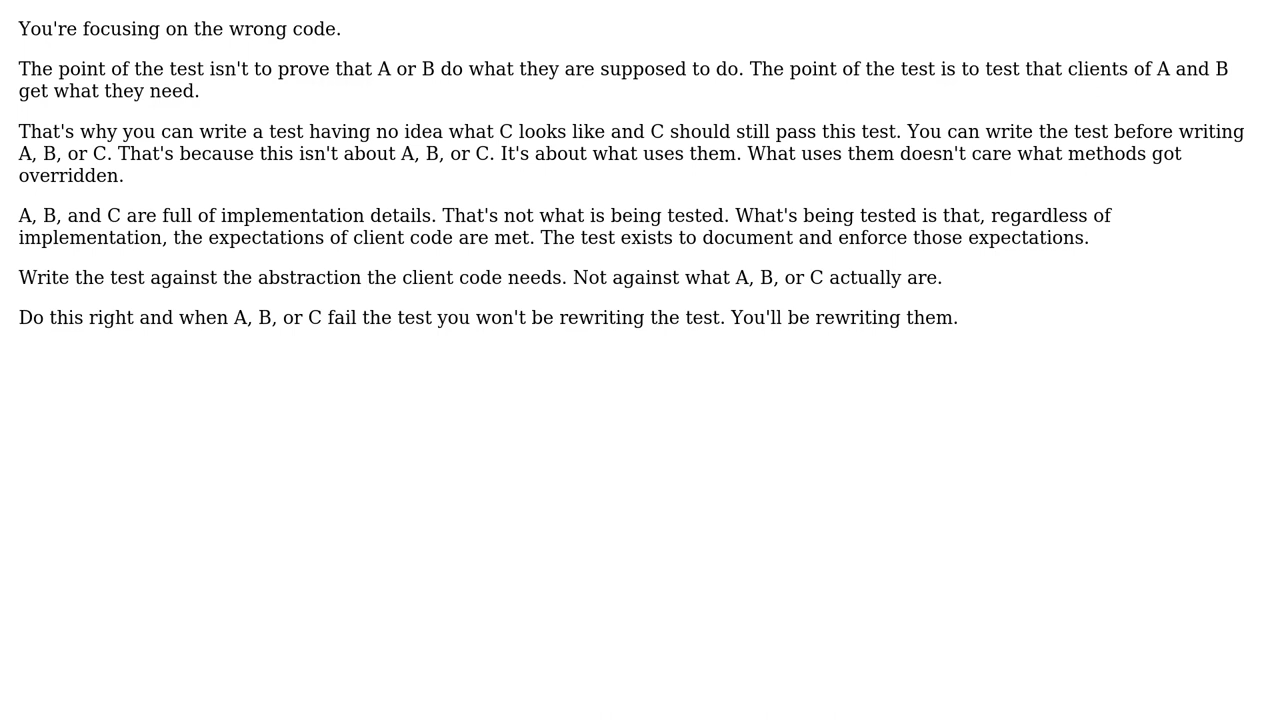 You're focusing on the wrong code.
The point of the test isn't to prove that A or B do what they are supposed to do. The point of the test is to test that clients of A and B
get what they need.
That's why you can write a test having no idea what C looks like and C should still pass this test. You can write the test before writing
A, B, or C. That's because this isn't about A, B, or C. It's about what uses them. What uses them doesn't care what methods got
overridden.
A, B, and C are full of implementation details. That's not what is being tested. What's being tested is that, regardless of
implementation, the expectations of client code are met. The test exists to document and enforce those expectations.
Write the test against the abstraction the client code needs. Not against what A, B, or C actually are.
Do this right and when A, B, or C fail the test you won't be rewriting the test. You'll be rewriting them.